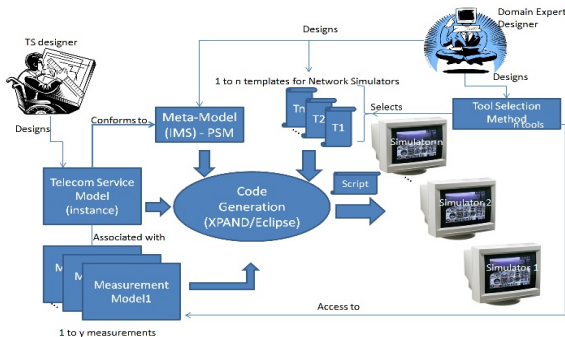 Domain Expert
Designer
TS designer
Designs
Designs
1 to n templates for Network Simulators
Tn
T2
T1
Selects
Tool Selection
Method
n tools
Conforms to
Meta-Model
(IMS) - PSM
Designs
Simulator n
Telecom Service
Model
(instance)
Code
Generation
(XPAND/Eclipse)
Script
Simulator 2
Associated with
M
M
Measurement
Model1
Simulator 1
Access to
1 to y measurements